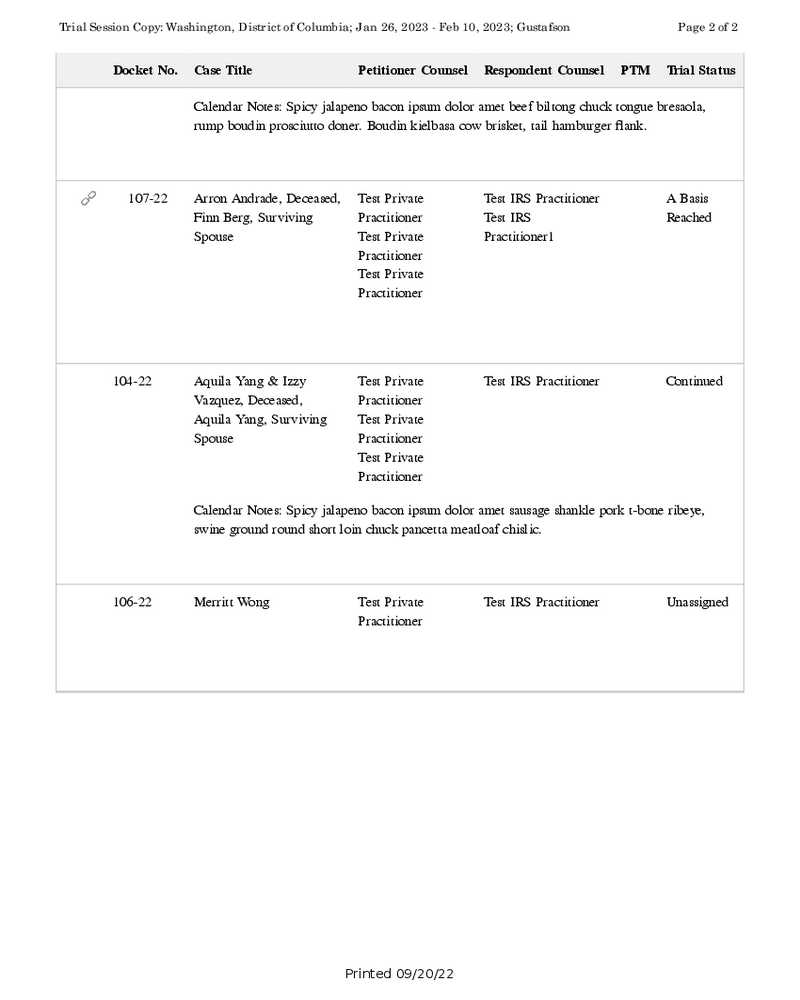 Trial Session Copy: Washington, District of Columbia; Jan 26, 2023 - Feb 10, 2023; Gustafson Page 2 of 2
Docket No. Case Title Petitioner Counsel Respondent Counsel PTM Trial Status
Calendar Notes: Spicy jalapeno bacon ipsum dolor amet beef biltong chuck tongue bresaola,
rump boudin prosciutto doner. Boudin kielbasa cow brisket, tail hamburger flank.
107-22 Arron Andrade, Deceased, Test Private Test IRS Practitioner A Basis
Finn Berg, Surviving Practitioner Test IRS Reached
Spouse Test Private Practitioner1
Practitioner
Test Private
Practitioner
104-22 Aquila Yang & Izzy Test Private Test IRS Practitioner Continued
Vazquez, Deceased, Practitioner
Aquila Yang, Surviving Test Private
Spouse Practitioner
Test Private
Practitioner
Calendar Notes: Spicy jalapeno bacon ipsum dolor amet sausage shankle pork t-bone ribeye,
swine ground round short loin chuck pancetta meatloaf chislic.
106-22 Merritt Wong Test Private Test IRS Practitioner Unassigned
Practitioner
Printed 09/20/22